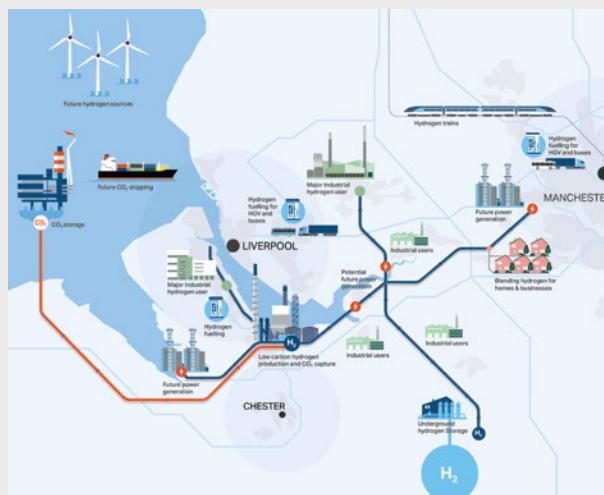 Future hydrogen sources
Hydrogen trains
Hydrogen
fuelling for
HGV and buses
Future CO₂ shipping
Major industrial
hydrogen user
MANCHESTER
CO₂
CO₂ storage
Hydrogen
fuelling for
HGV and
buses
Future power
generation
LIVERPOOL
Industrial users
Potential
future power
generation
Blending hydrogen for
homes & businesses
Major industrial
hydrogen user
Hydrogen
fuelling
H₂
Low carbon hydrogen
production and CO₂ capture
Industrial
users
Industrial
users
Future power
generation
CHESTER
Underground
hydrogen Storage
H₂
H₂